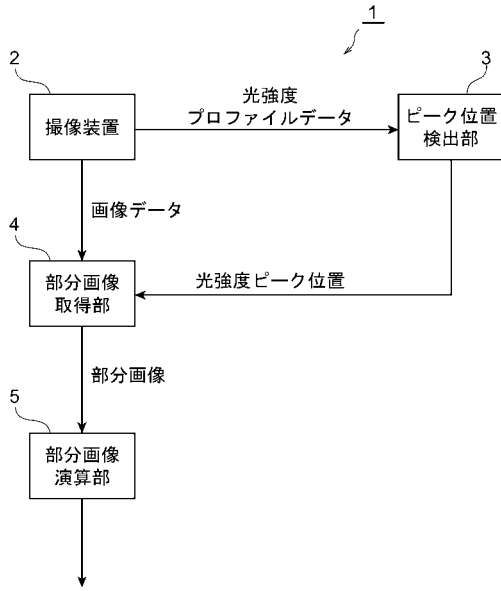 1
2
3
撮像装置
光強度
プロファイルデータ
ピーク位置
検出部
画像データ
4
部分画像
取得部
光強度ピーク位置
部分画像
5
部分画像
演算部